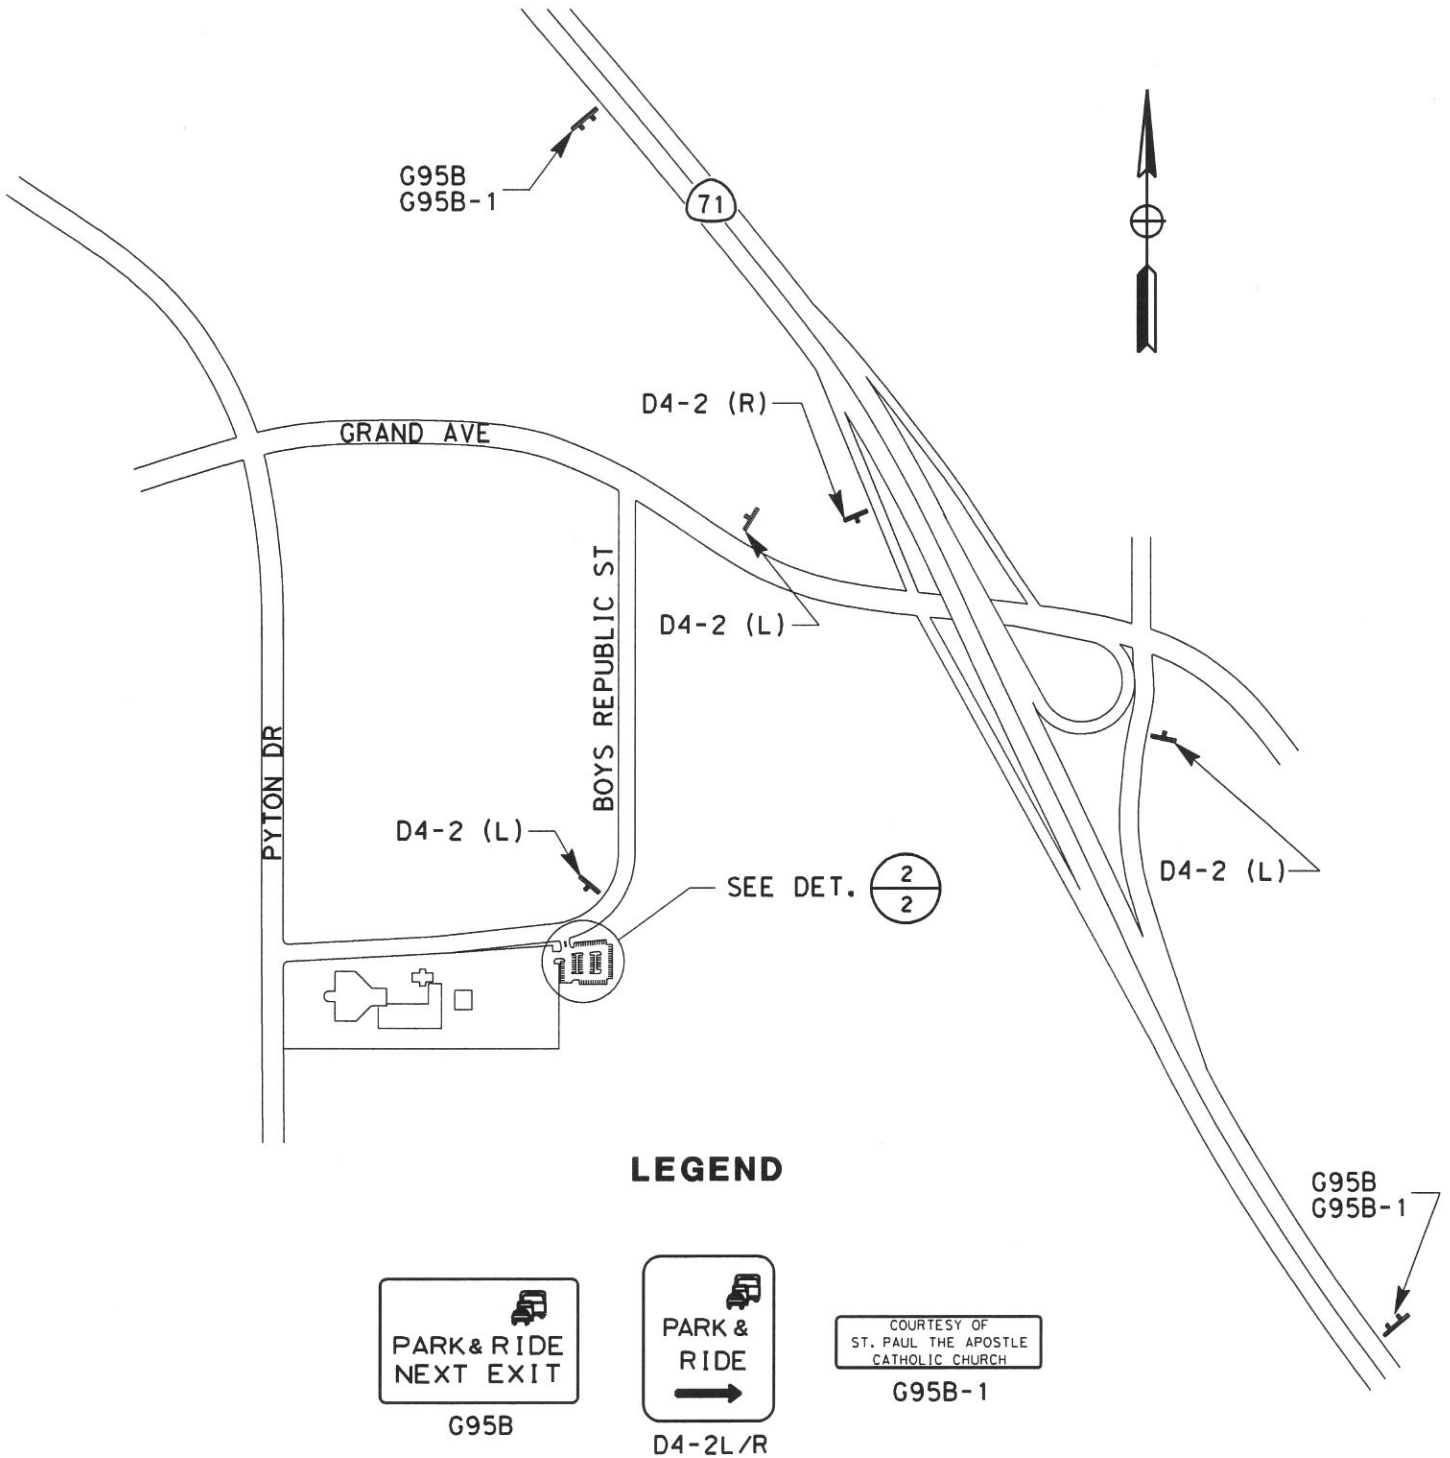 G95B
G95B-1
71
D4-2 (R)
GRAND AVE
BOYS REPUBLIC ST
D4-2 (L)
PYTON DR
D4-2 (L)
SEE DET.
2
2
D4-2 (L)
LEGEND
G95B
G95B-1
PARK & RIDE
NEXT EXIT
G95B
PARK &
RIDE
D4-2L/R
COURTESY OF
ST. PAUL THE APOSTLE
CATHOLIC CHURCH
G95B-1